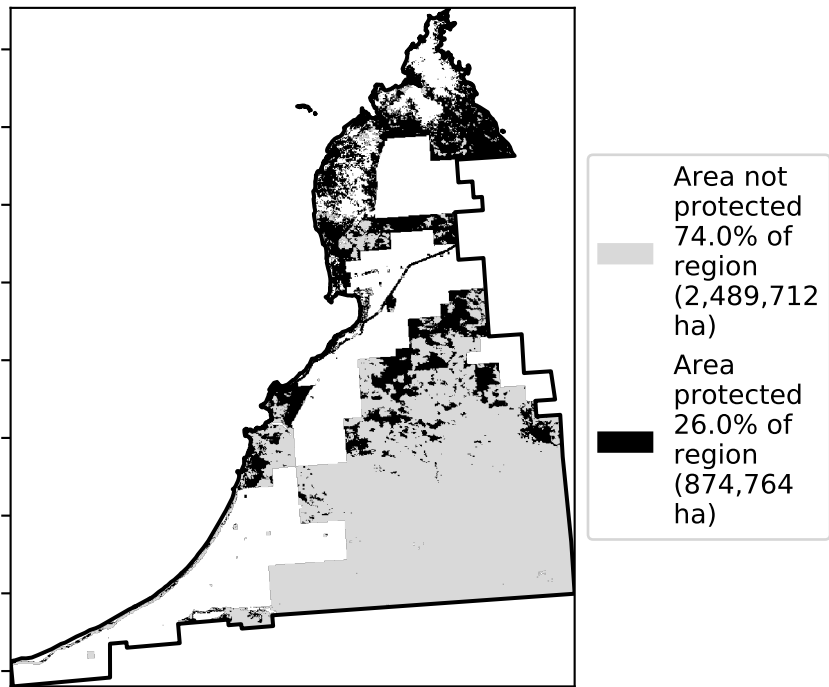 Area not
protected
74.0% of
region
(2,489,712
ha)
Area
protected
26.0% of
region
(874,764
ha)